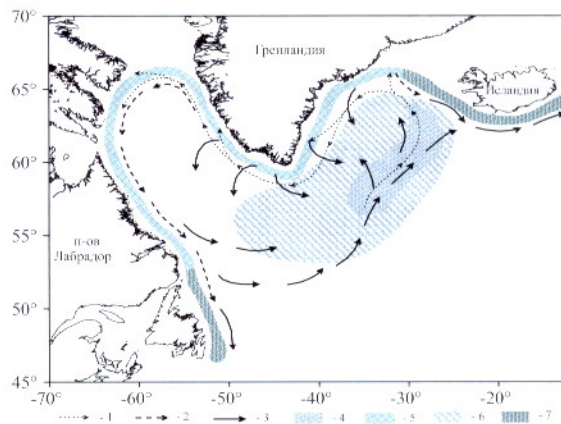 70°
Гренландия
65°
Исландия
60°
55°
п-ов
Лабрадор
50°
45°
-70° -60° -50° -40° -30° -20°
- 1 - 2 - 3 - 4 - 5 - 6 - 7